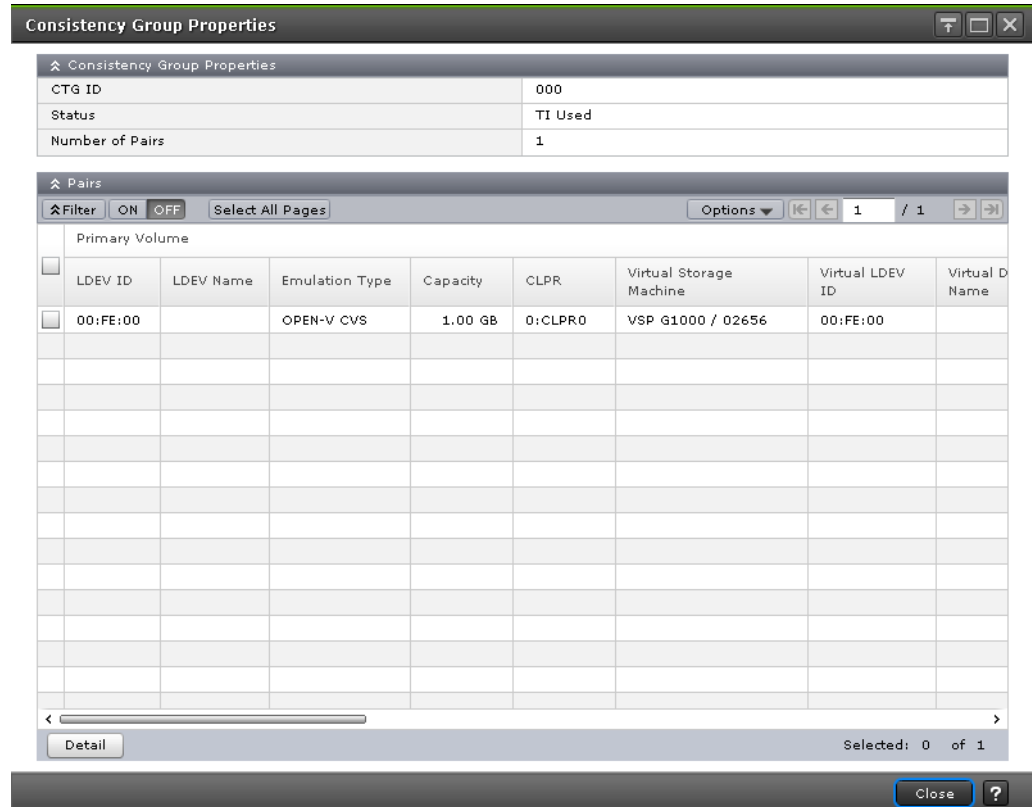 Consistency Group Properties
Consistency Group Properties
CTG ID 000
Status TI Used
Number of Pairs 1
Pairs
Filter ON OFF Select All Pages Options 1 / 1
Primary Volume
LDEV ID LDEV Name Emulation Type Capacity CLPR Virtual Storage Machine Virtual LDEV ID Virtual D Name
00:FE:00 OPEN-V CVS 1.00 GB 0:CLPR0 VSP G1000 / 02656 00:FE:00
Detail Selected: 0 of 1
Close ?